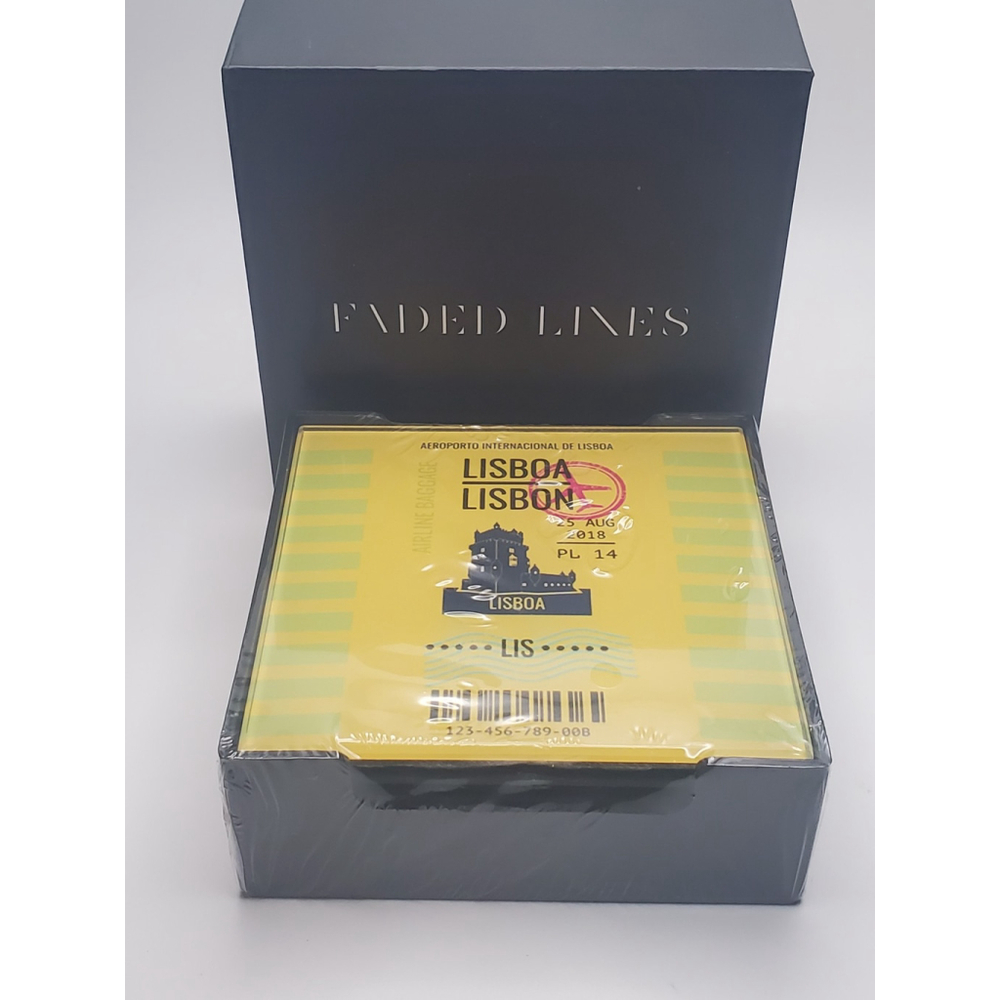 FADED LINES
AEROPORTO INTERNACIONAL DE LISBOA
AIRLINE BAGGAGE
LISBOA
LISBON
25 AUG
2018
PL 14
LISBOA
LIS
123-456-789-008